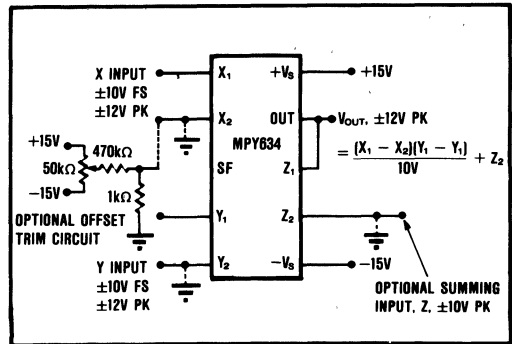 X INPUT
±10V FS
±12V PK
X₁
X₂
SF
Y₁
Y₂
MPY634
+Vₛ
OUT
Z₁
Z₂
−Vₛ
+15V
V_OUT, ±12V PK
= (X₁ − X₂)(Y₁ − Y₁) / 10V + Z₂
+15V
470kΩ
50kΩ
−15V
1kΩ
OPTIONAL OFFSET
TRIM CIRCUIT
Y INPUT
±10V FS
±12V PK
−15V
OPTIONAL SUMMING
INPUT, Z, ±10V PK